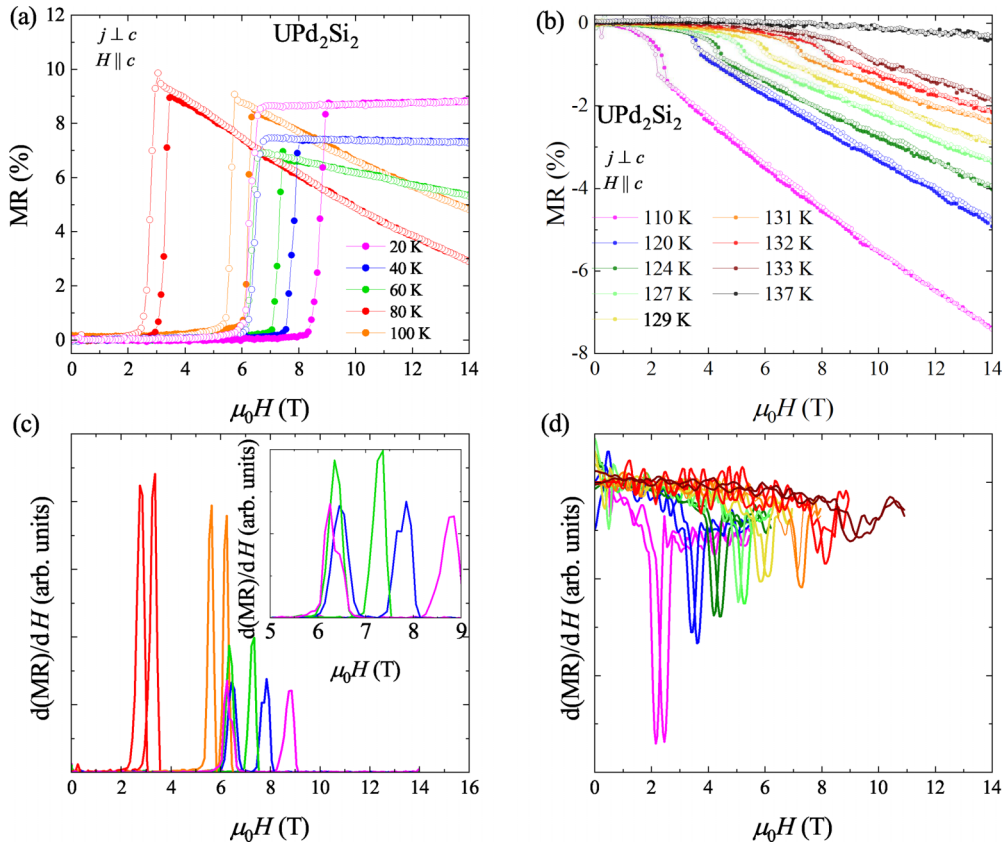 (a)
j ⊥ c
H ∥ c
UPd₂Si₂
MR (%)
12
10
8
6
4
2
0
20 K
40 K
60 K
80 K
100 K
0 2 4 6 8 10 12 14
μ₀H (T)
(b)
MR (%)
0
-2
-4
-6
-8
UPd₂Si₂
j ⊥ c
H ∥ c
110 K
120 K
124 K
127 K
129 K
131 K
132 K
133 K
137 K
0 2 4 6 8 10 12 14
μ₀H (T)
(c)
d(MR)/dH (arb. units)
d(MR)/dH (arb. units)
5 6 7 8 9
μ₀H (T)
0 2 4 6 8 10 12 14 16
μ₀H (T)
(d)
d(MR)/dH (arb. units)
0 2 4 6 8 10 12 14
μ₀H (T)